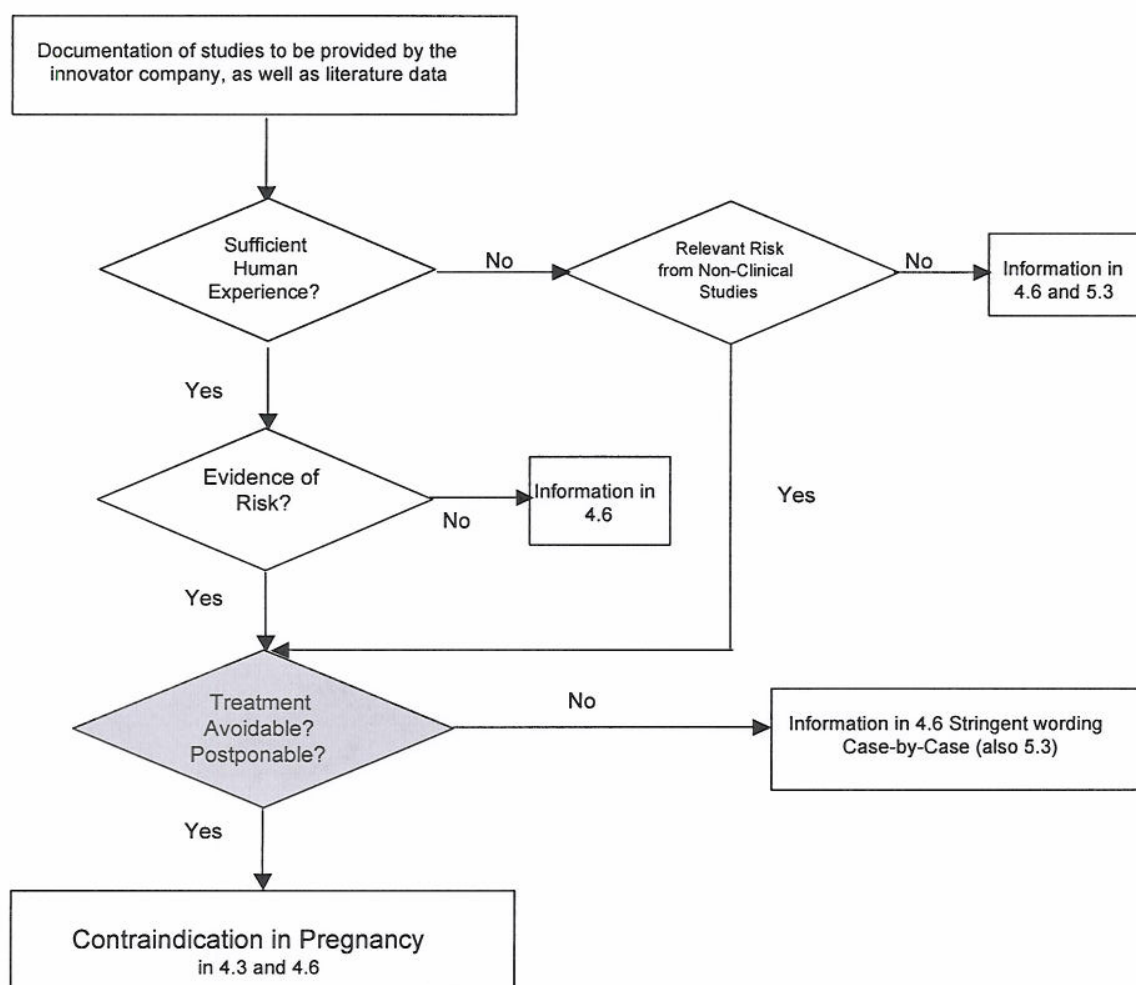 Documentation of studies to be provided by the
innovator company, as well as literature data
Sufficient
Human
Experience?
No
Relevant Risk
from Non-Clinical
Studies
No
Information in
4.6 and 5.3
Yes
Evidence of
Risk?
No
Information in
4.6
Yes
Yes
Treatment
Avoidable?
Postponable?
No
Information in 4.6 Stringent wording
Case-by-Case (also 5.3)
Yes
Contraindication in Pregnancy
in 4.3 and 4.6